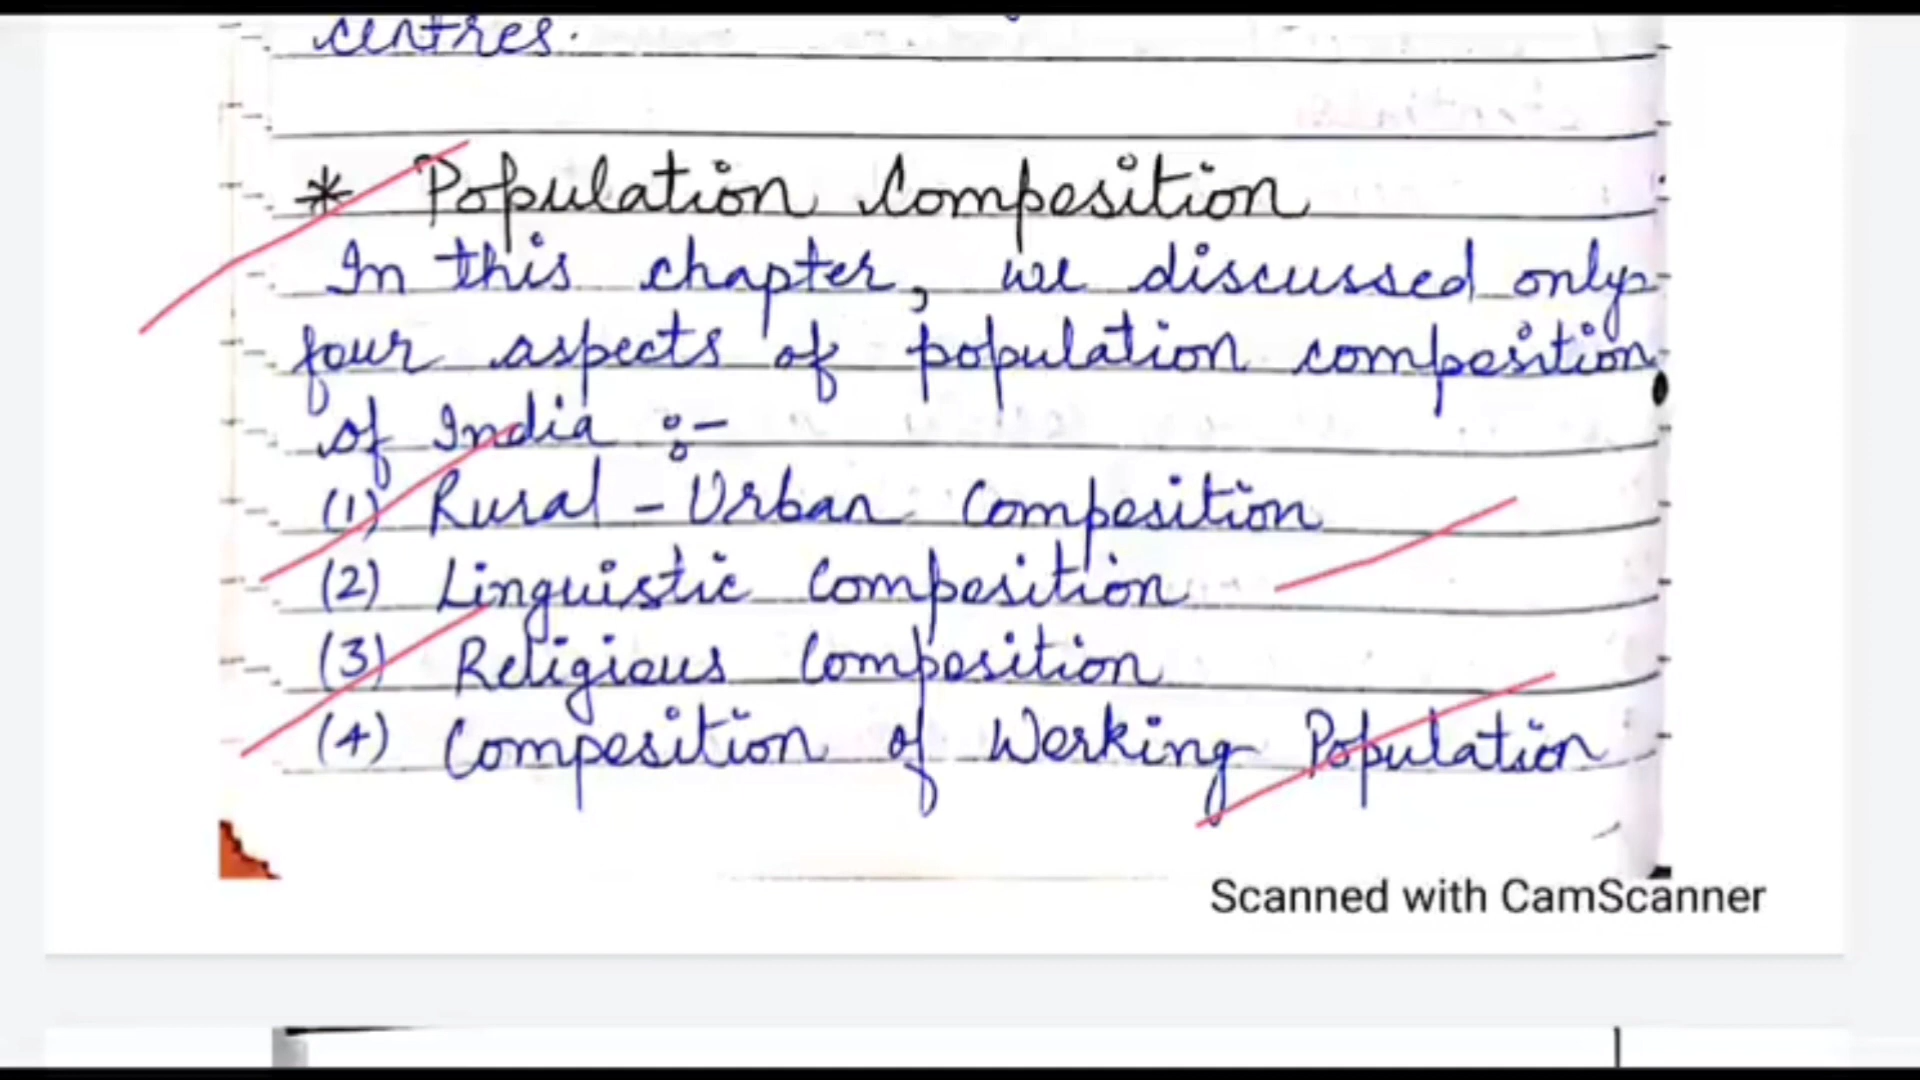 centres.
* Population Composition
In this chapter, we discussed only
four aspects of population composition
of India :-
(1) Rural - Urban Composition
(2) Linguistic Composition
(3) Religious Composition
(4) Composition of Working Population
Scanned with CamScanner